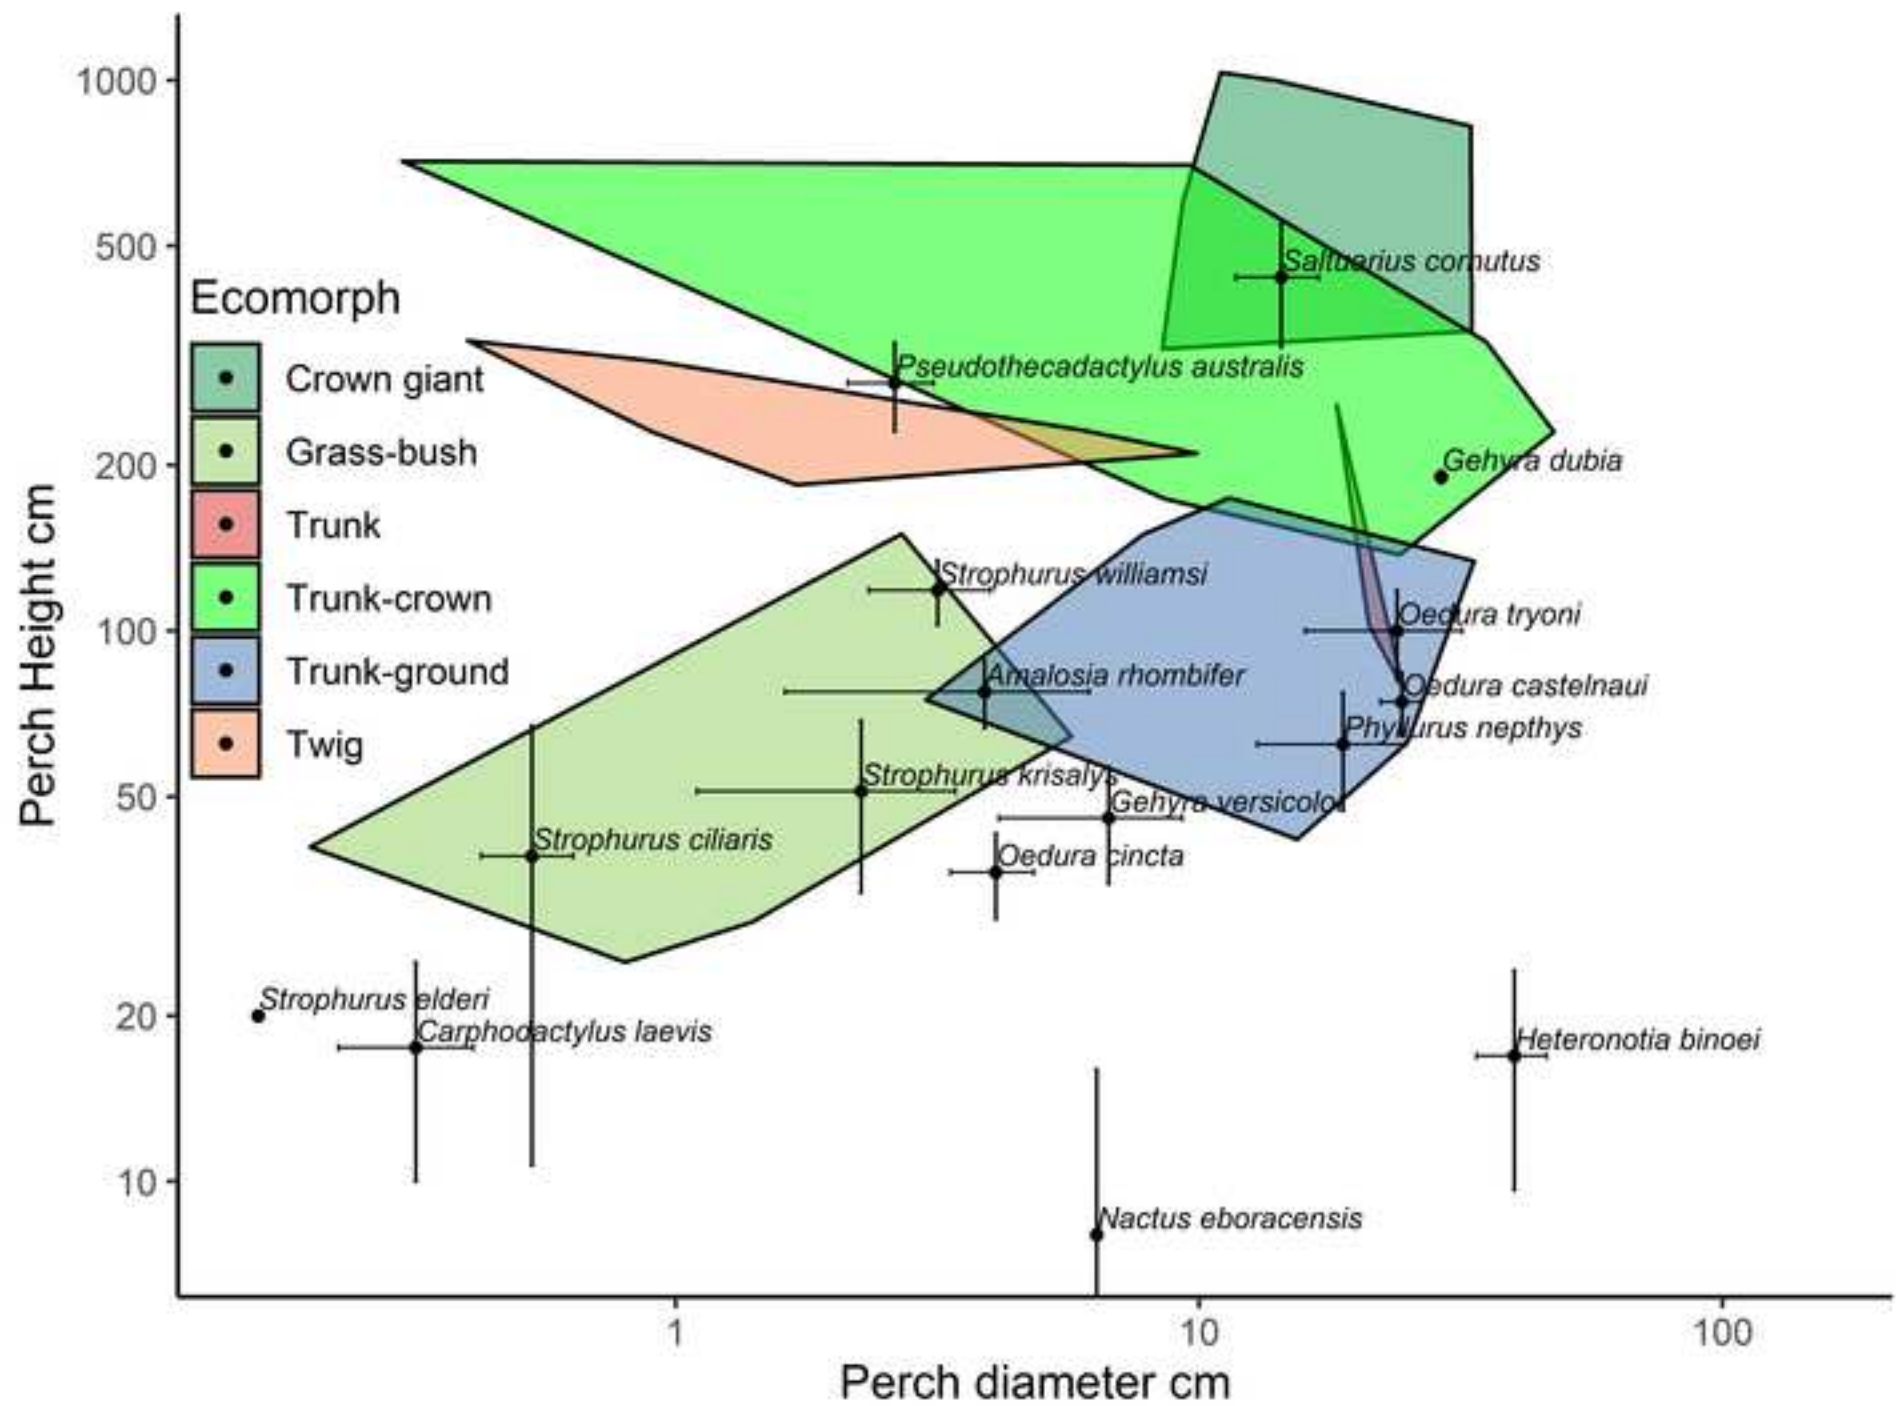 1000
500
200
100
50
20
10
Perch Height cm
Ecomorph
Crown giant
Grass-bush
Trunk
Trunk-crown
Trunk-ground
Twig
Saltuarius cornutus
Pseudothecadactylus australis
Gehyra dubia
Strophurus williamsi
Oedura tryoni
Amalosia rhombifer
Oedura castelnaui
Phyllurus nepthys
Strophurus krisalys
Gehyra versicolor
Strophurus ciliaris
Oedura cincta
Strophurus elderi
Carphodactylus laevis
Heteronotia binoei
Nactus eboracensis
1
10
100
Perch diameter cm